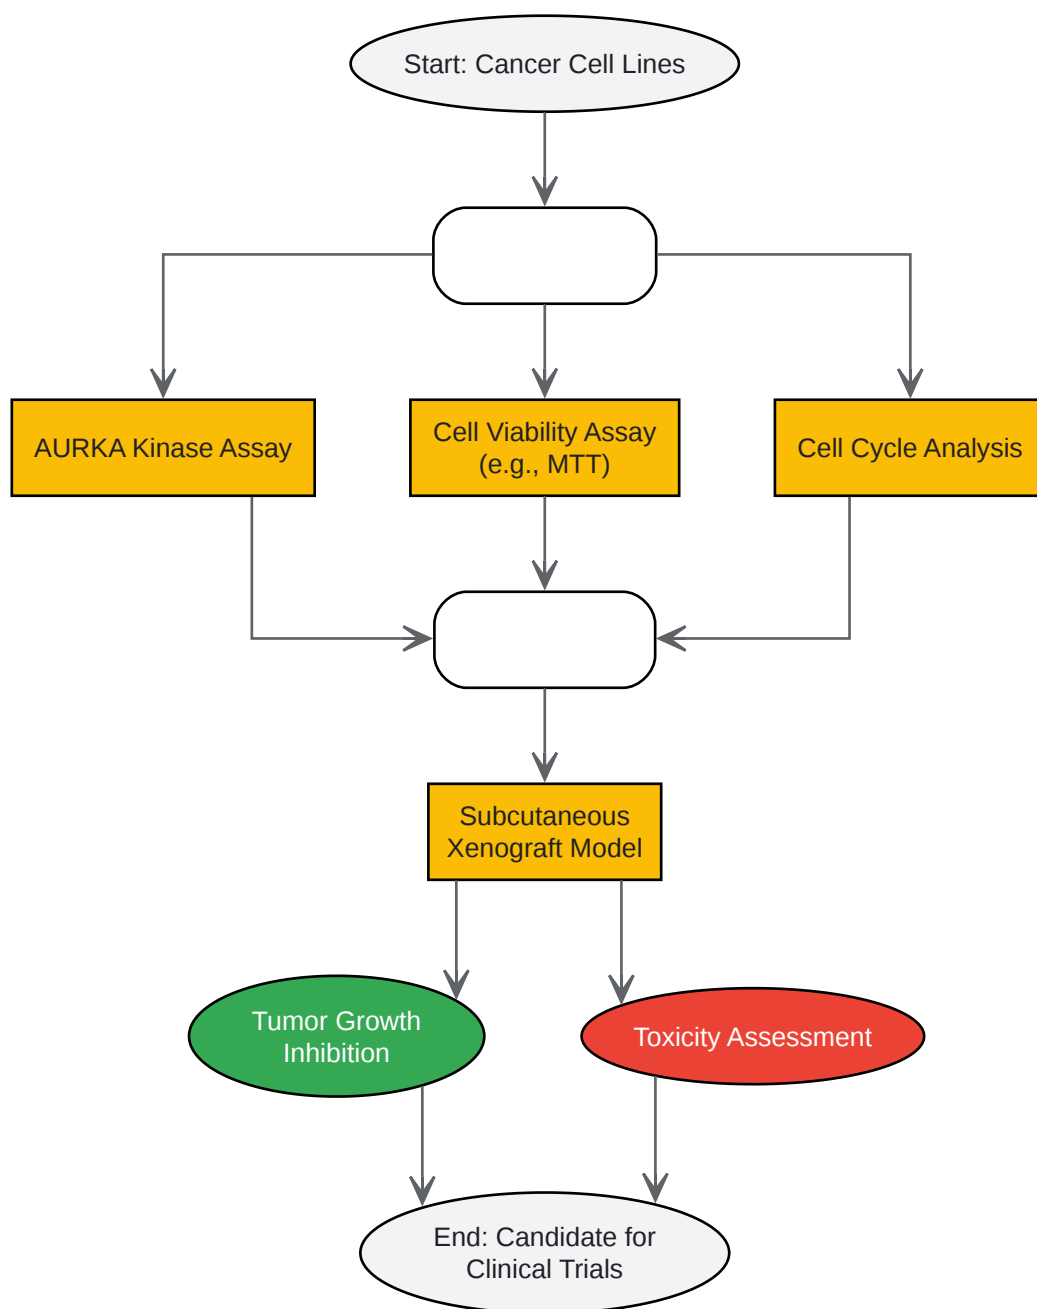 Start: Cancer Cell Lines
AURKA Kinase Assay
Cell Viability Assay
(e.g., MTT)
Cell Cycle Analysis
Subcutaneous
Xenograft Model
Tumor Growth
Inhibition
Toxicity Assessment
End: Candidate for
Clinical Trials